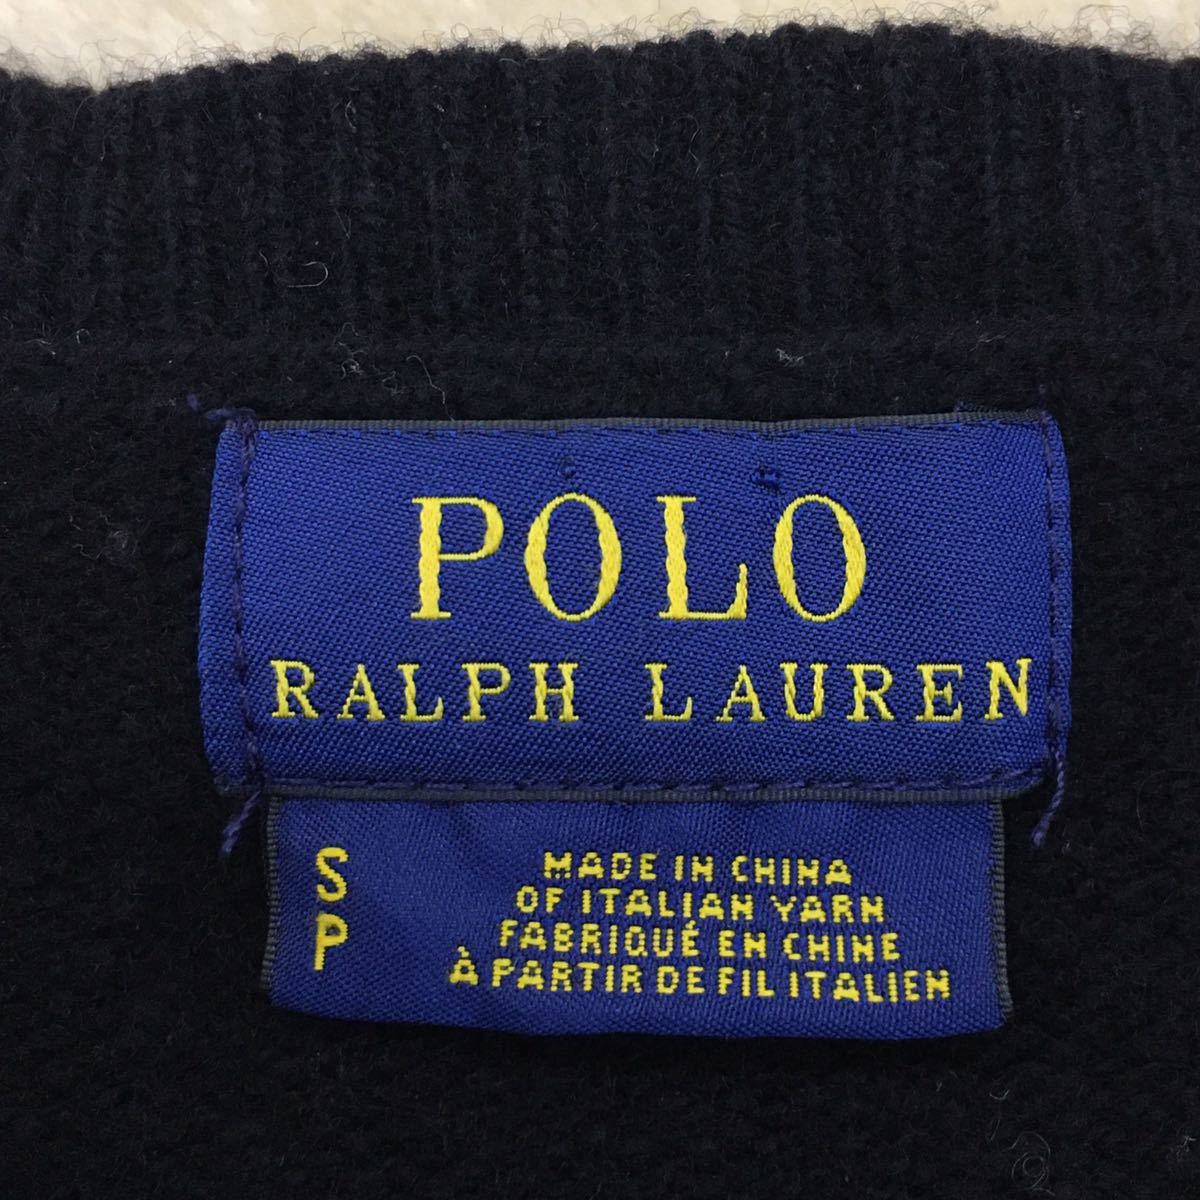 POLO
RALPH LAUREN
S
P
MADE IN CHINA
OF ITALIAN YARN
FABRIQUÉ EN CHINE
À PARTIR DE FIL ITALIEN